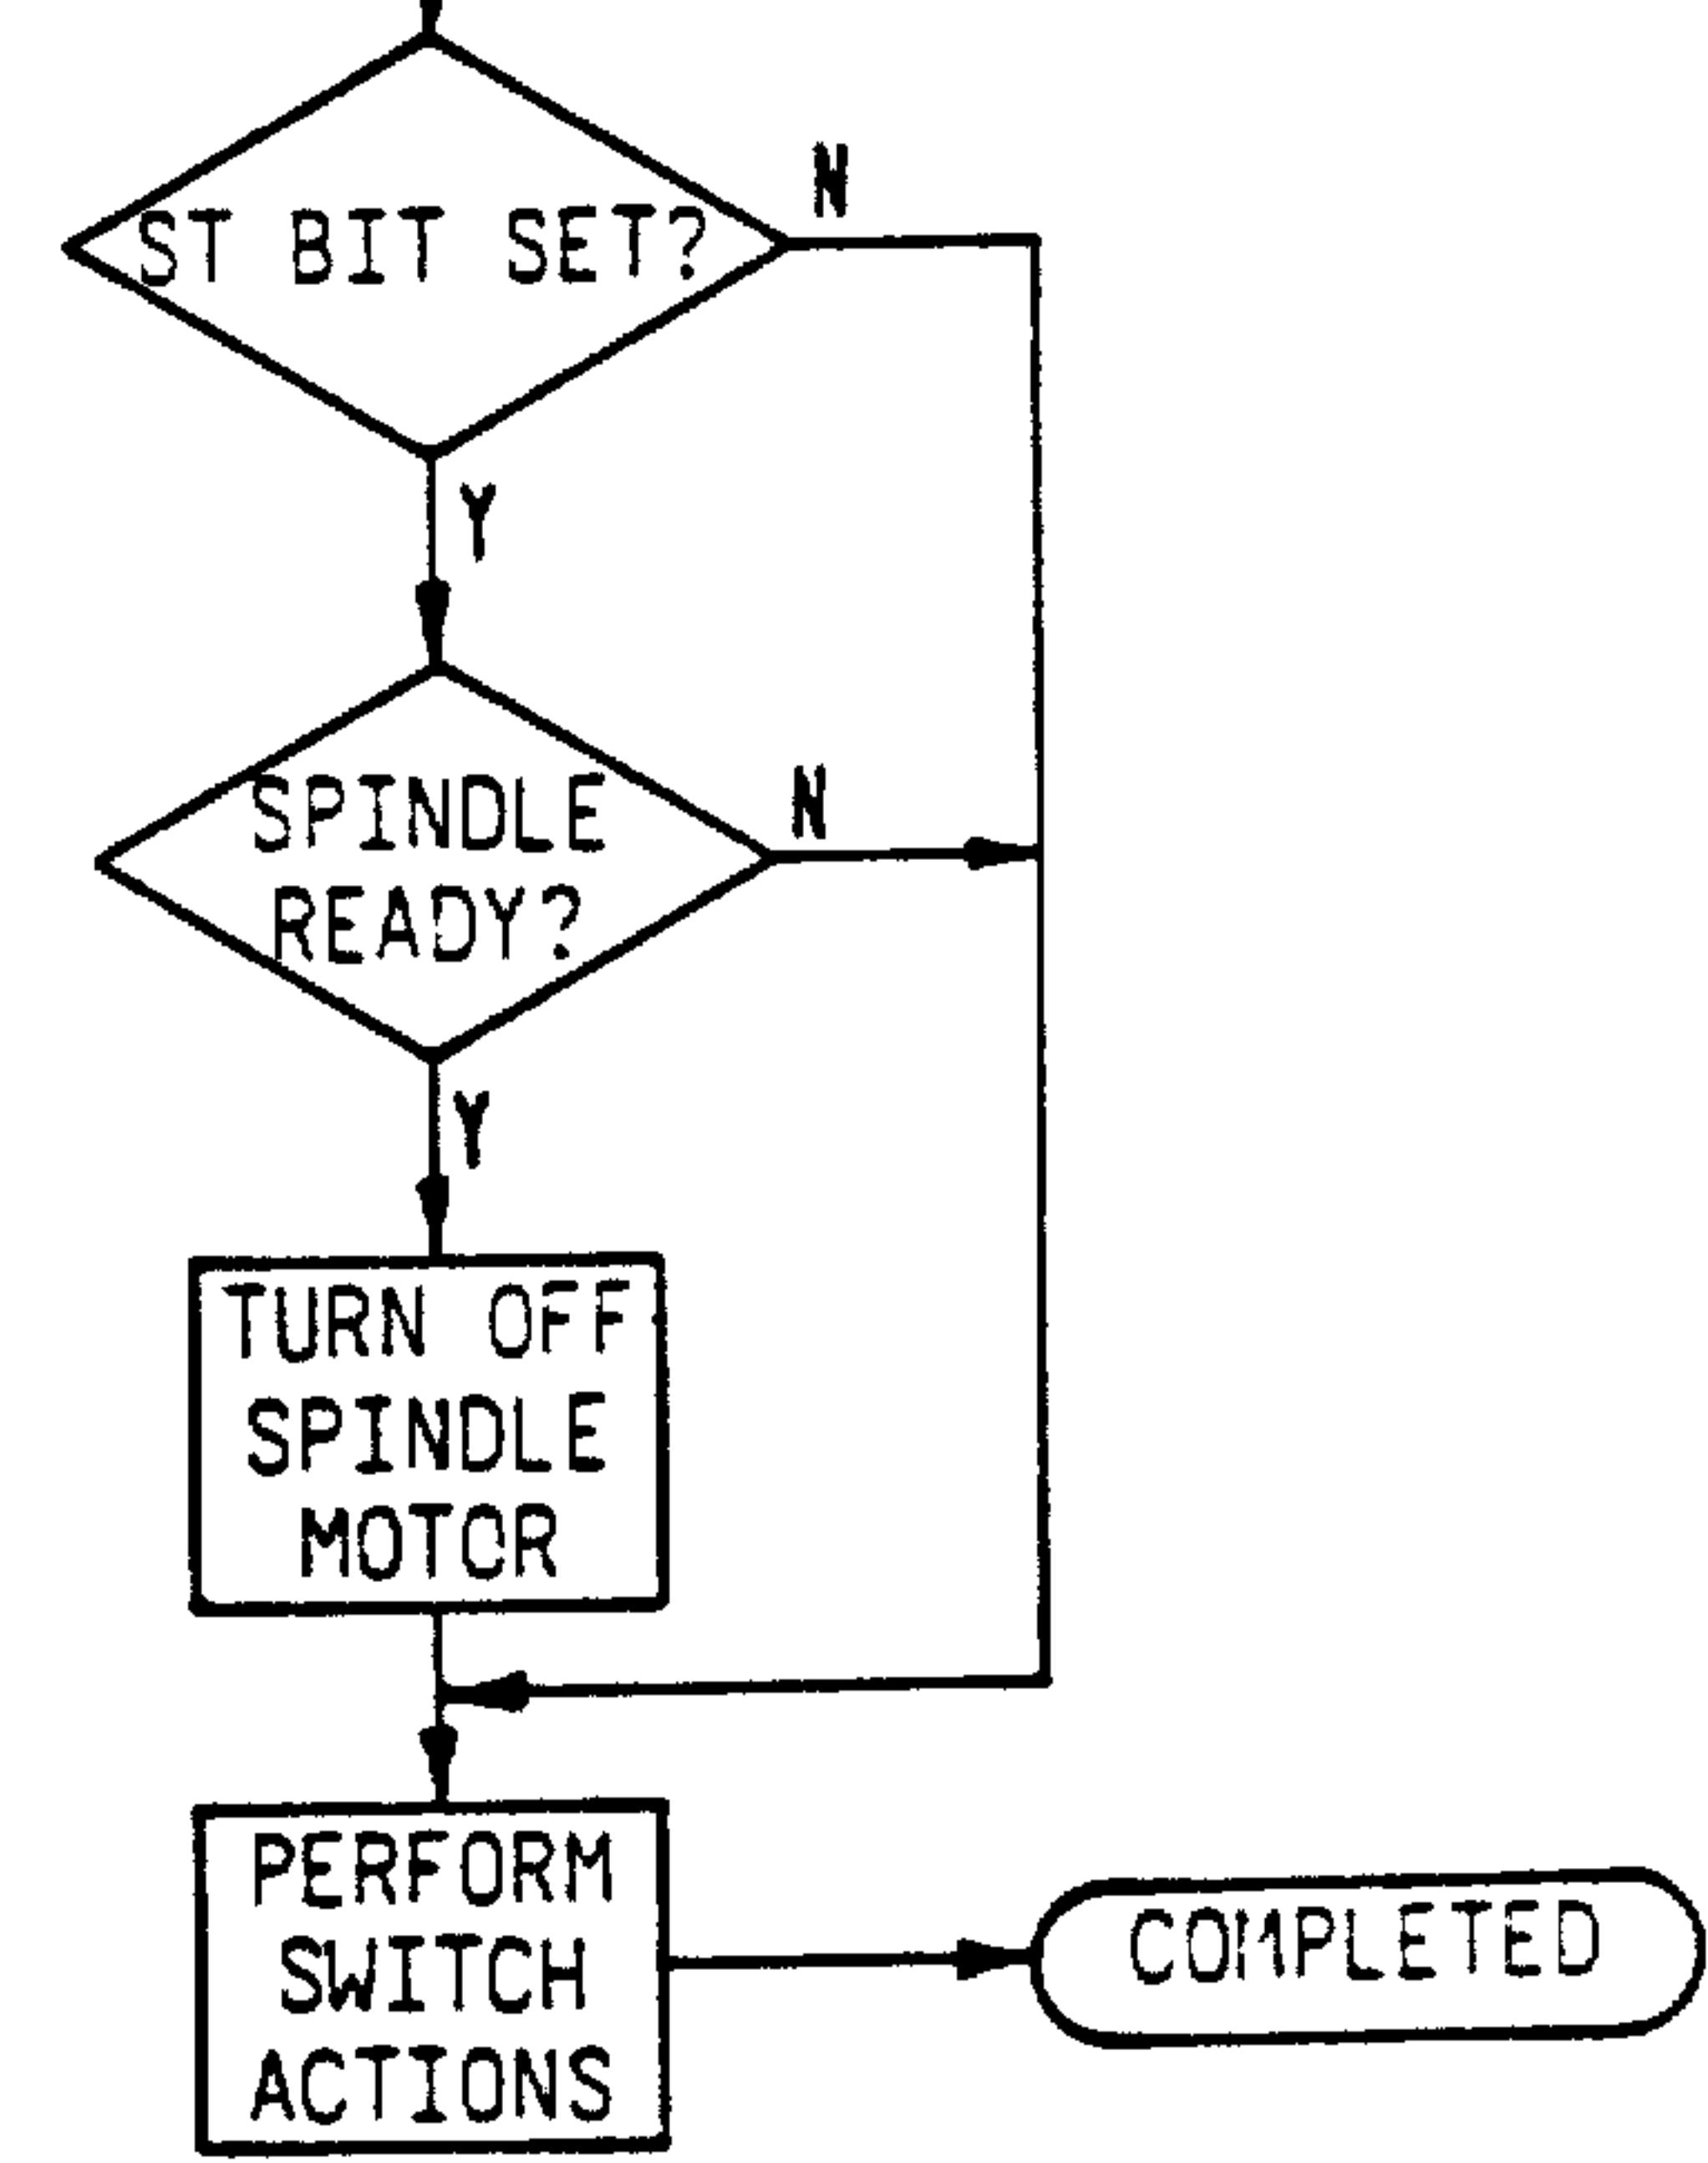 N
ST BIT SET?
Y
SPINDLE
N
READY?
Y
TURN OFF
SPINDLE
MOTOR
PERFORM
SWITCH
ACTIONS
COMPLETED